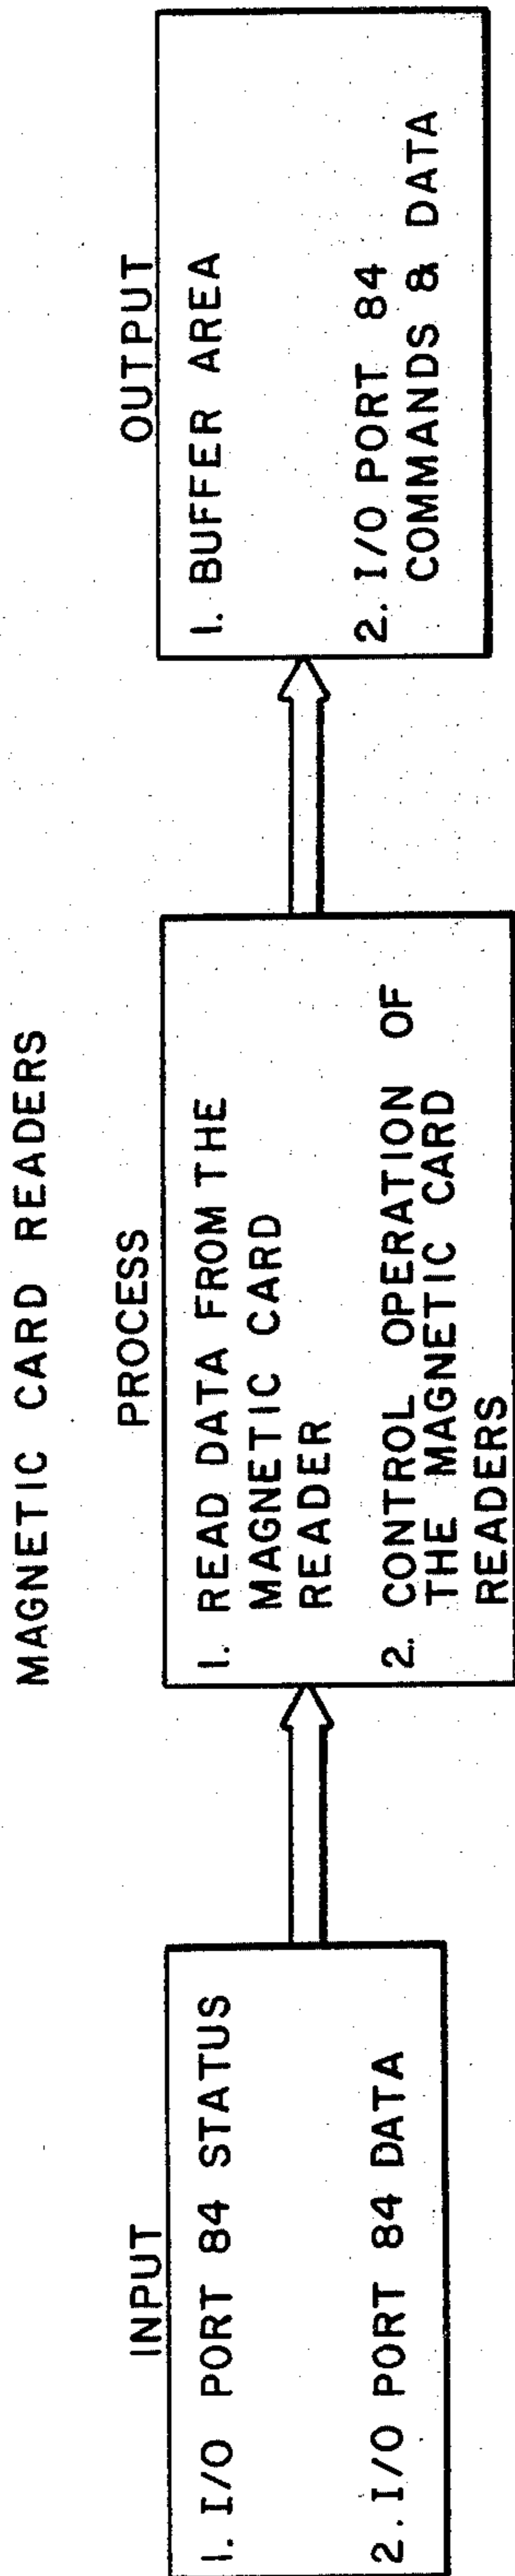 MAGNETIC CARD READERS
INPUT
1. I/O PORT 84 STATUS
2. I/O PORT 84 DATA
PROCESS
1. READ DATA FROM THE
MAGNETIC CARD
READER
2. CONTROL OPERATION OF
THE MAGNETIC CARD
READERS
OUTPUT
1. BUFFER AREA
2. I/O PORT 84
COMMANDS & DATA